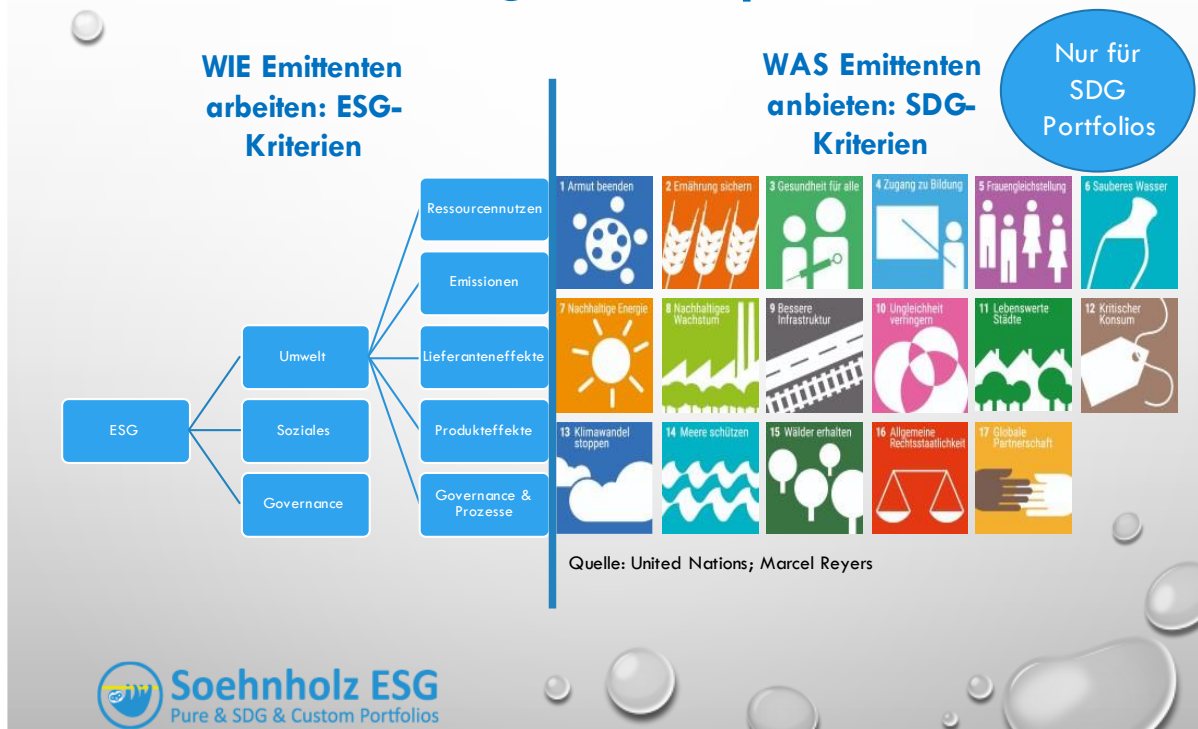 WIE Emittenten
arbeiten: ESG-
Kriterien
WAS Emittenten
anbieten: SDG-
Kriterien
Nur für
SDG
Portfolios
ESG
Umwelt
Soziales
Governance
Ressourcennutzen
Emissionen
Lieferanteneffekte
Produkteffekte
Governance &
Prozesse
1 Armut beenden
2 Ernährung sichern
3 Gesundheit für alle
4 Zugang zu Bildung
5 Frauengleichstellung
6 Sauberes Wasser
7 Nachhaltige Energie
8 Nachhaltiges
Wachstum
9 Bessere
Infrastruktur
10 Ungleichheit
verringern
11 Lebenswerte
Städte
12 Kritischer
Konsum
13 Klimawandel
stoppen
14 Meere schützen
15 Wälder erhalten
16 Allgemeine
Rechtsstaatlichkeit
17 Globale
Partnerschaft
Quelle: United Nations; Marcel Reyers
Soehnholz ESG
Pure & SDG & Custom Portfolios